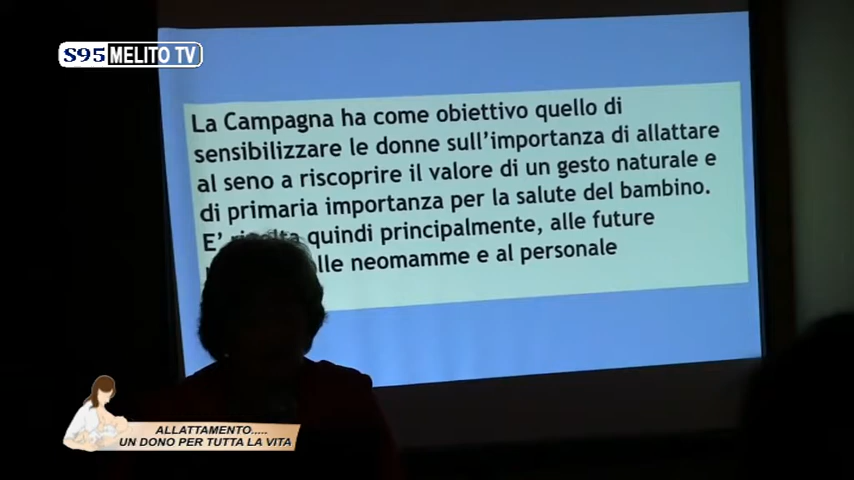 S95 MELITO TV
La Campagna ha come obiettivo quello di
sensibilizzare le donne sull'importanza di allattare
al seno a riscoprire il valore di un gesto naturale e
di primaria importanza per la salute del bambino.
E' rivolta quindi principalmente, alle future
alle neomamme e al personale
ALLATTAMENTO.....
UN DONO PER TUTTA LA VITA